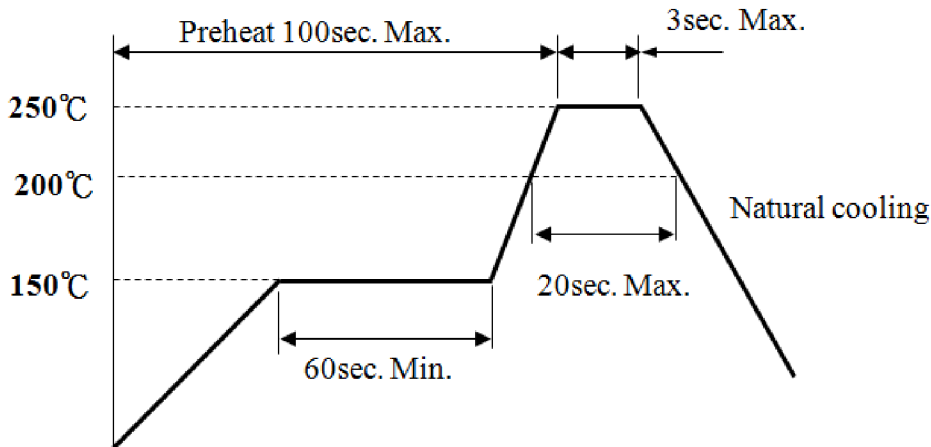 Preheat 100sec. Max.
3sec. Max.
250℃
200℃
Natural cooling
150℃
20sec. Max.
60sec. Min.